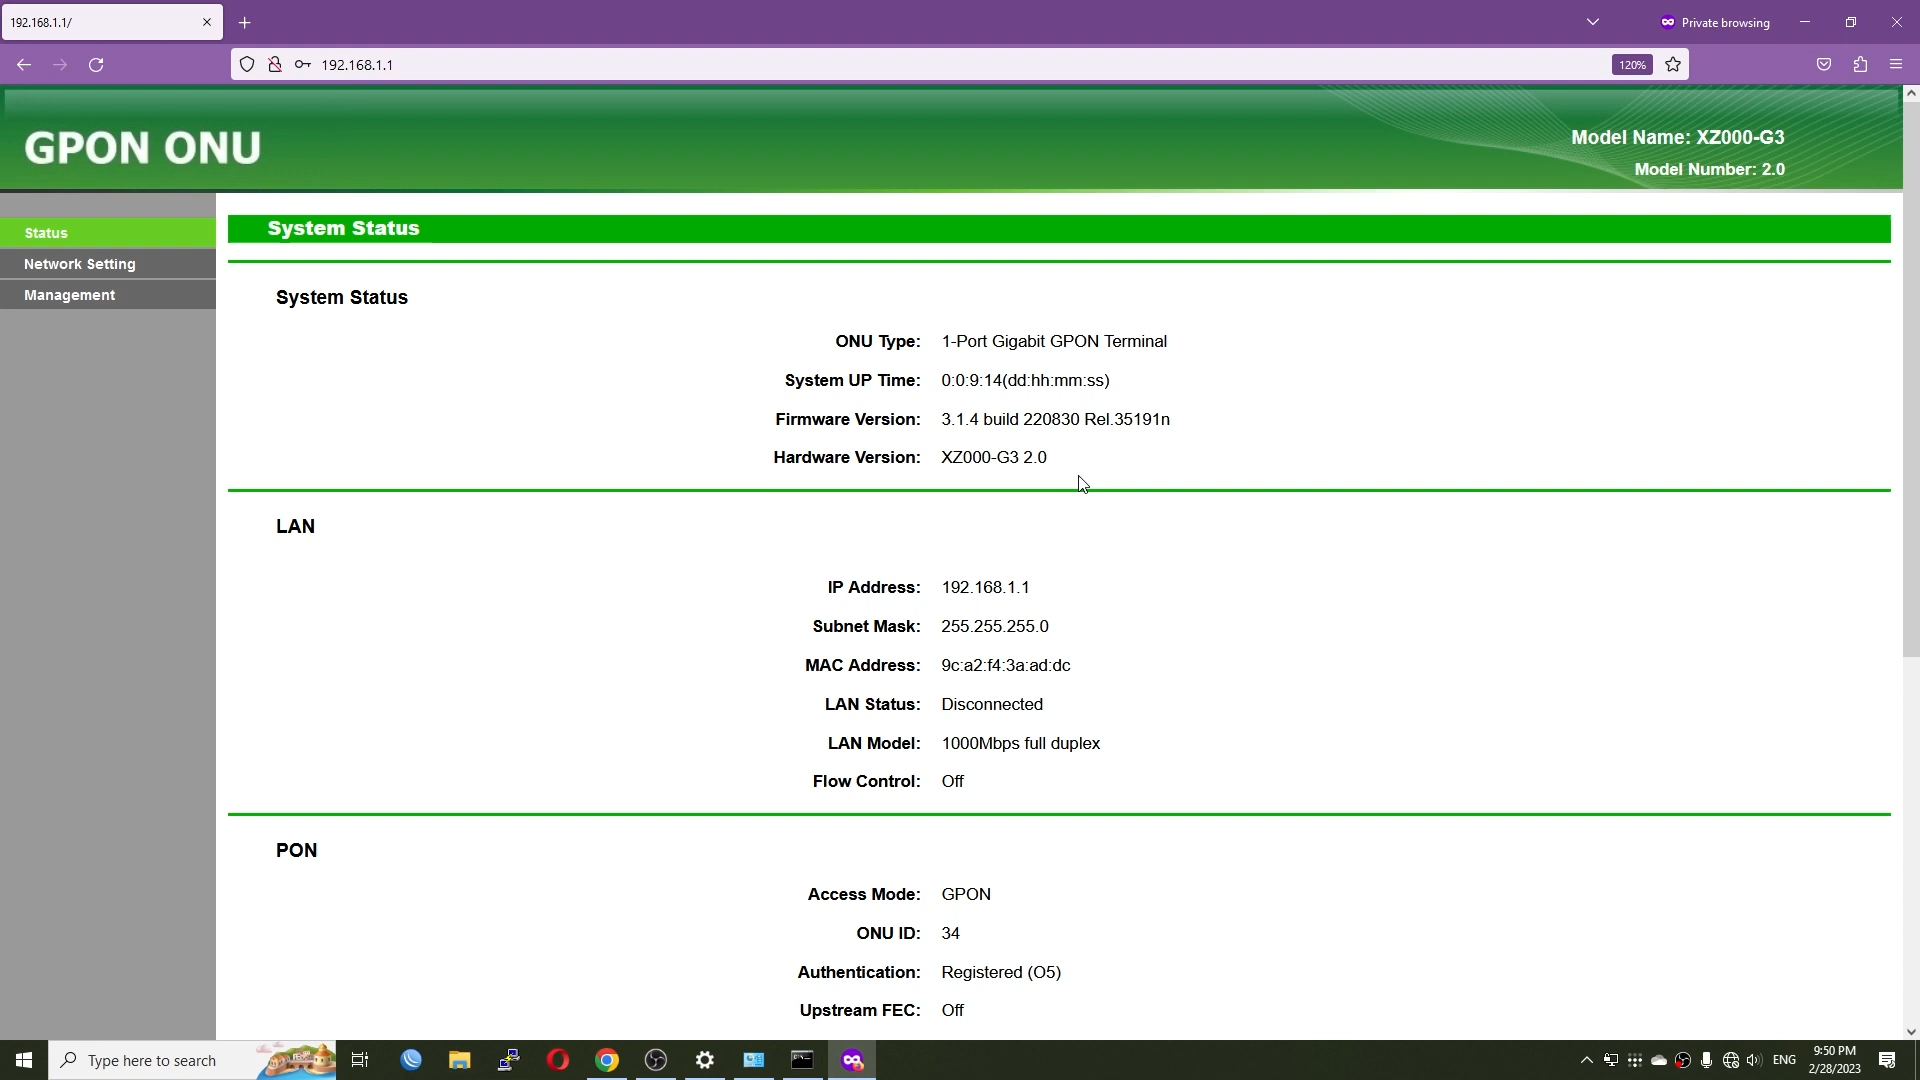 192.168.1.1/
Private browsing
192.168.1.1
120%
GPON ONU
Model Name: XZ000-G3
Model Number: 2.0
Status
Network Setting
Management
System Status
System Status
ONU Type: 1-Port Gigabit GPON Terminal
System UP Time: 0:0:9:14(dd:hh:mm:ss)
Firmware Version: 3.1.4 build 220830 Rel.35191n
Hardware Version: XZ000-G3 2.0
LAN
IP Address: 192.168.1.1
Subnet Mask: 255.255.255.0
MAC Address: 9c:a2:f4:3a:ad:dc
LAN Status: Disconnected
LAN Model: 1000Mbps full duplex
Flow Control: Off
PON
Access Mode: GPON
ONU ID: 34
Authentication: Registered (O5)
Upstream FEC: Off
Type here to search
ENG
9:50 PM
2/28/2023